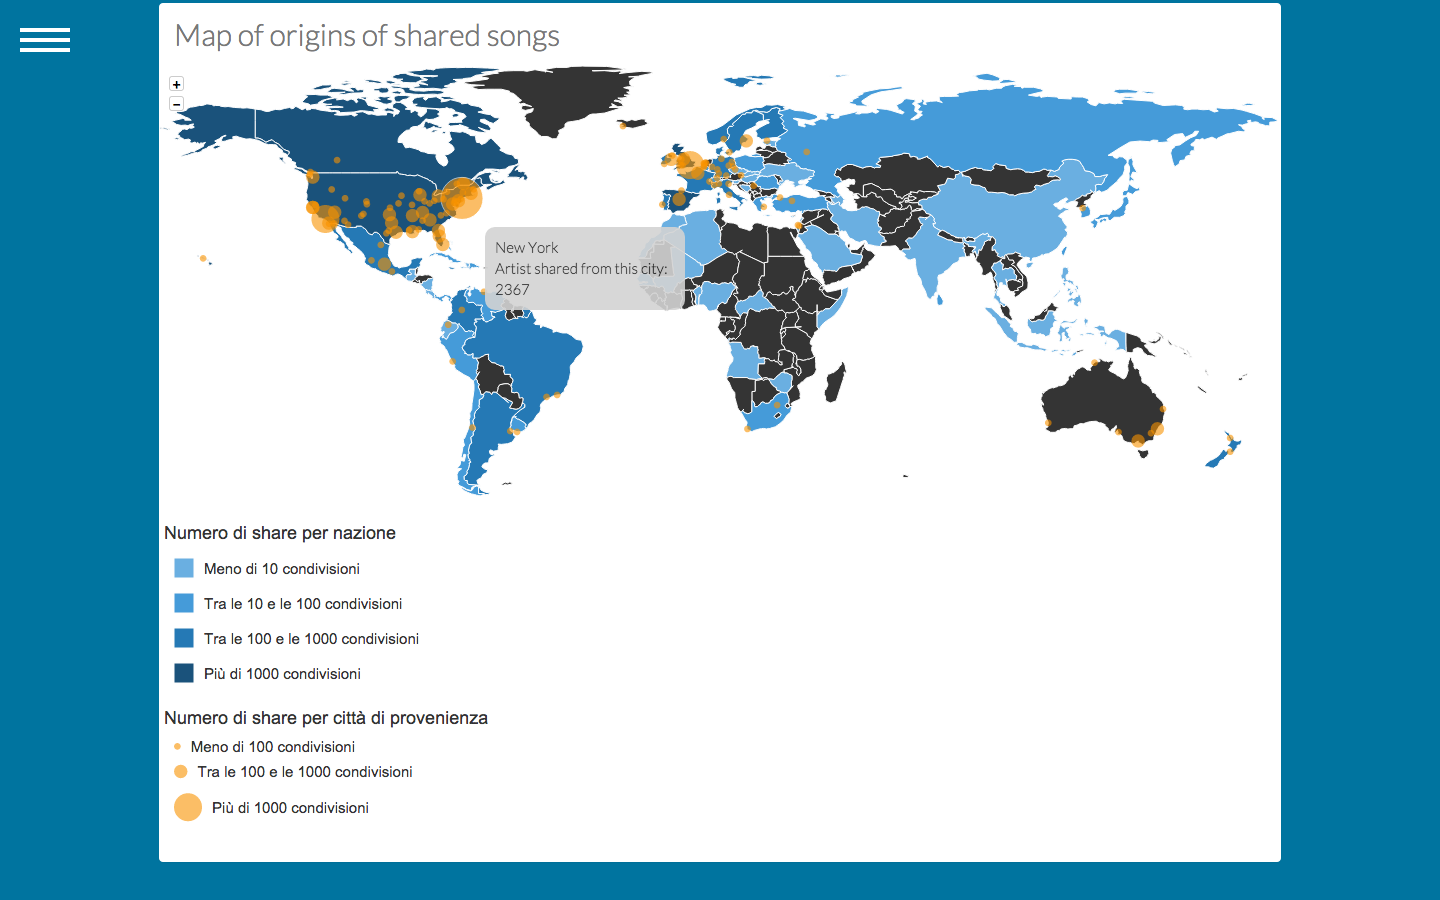 Map of origins of shared songs
+
−
New York
Artist shared from this city:
2367
Numero di share per nazione
Meno di 10 condivisioni
Tra le 10 e le 100 condivisioni
Tra le 100 e le 1000 condivisioni
Più di 1000 condivisioni
Numero di share per città di provenienza
Meno di 100 condivisioni
Tra le 100 e le 1000 condivisioni
Più di 1000 condivisioni